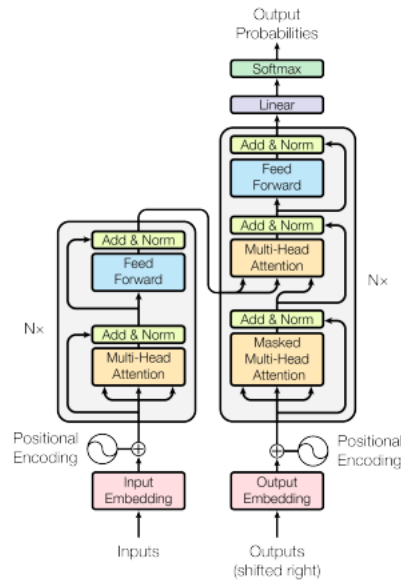 Output
Probabilities
Softmax
Linear
Add & Norm
Feed
Forward
Add & Norm
Multi-Head
Attention
Add & Norm
Masked
Multi-Head
Attention
N×
Add & Norm
Feed
Forward
Add & Norm
Multi-Head
Attention
N×
Positional
Encoding
Positional
Encoding
Input
Embedding
Output
Embedding
Inputs
Outputs
(shifted right)